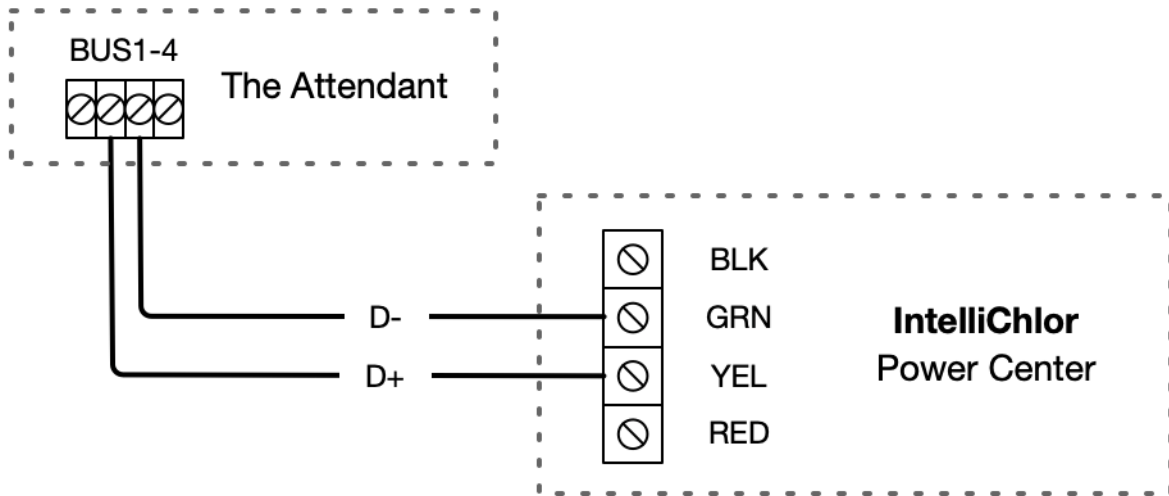 BUS1-4
The Attendant
BLK
D-
GRN
IntelliChlor
D+
YEL
Power Center
RED